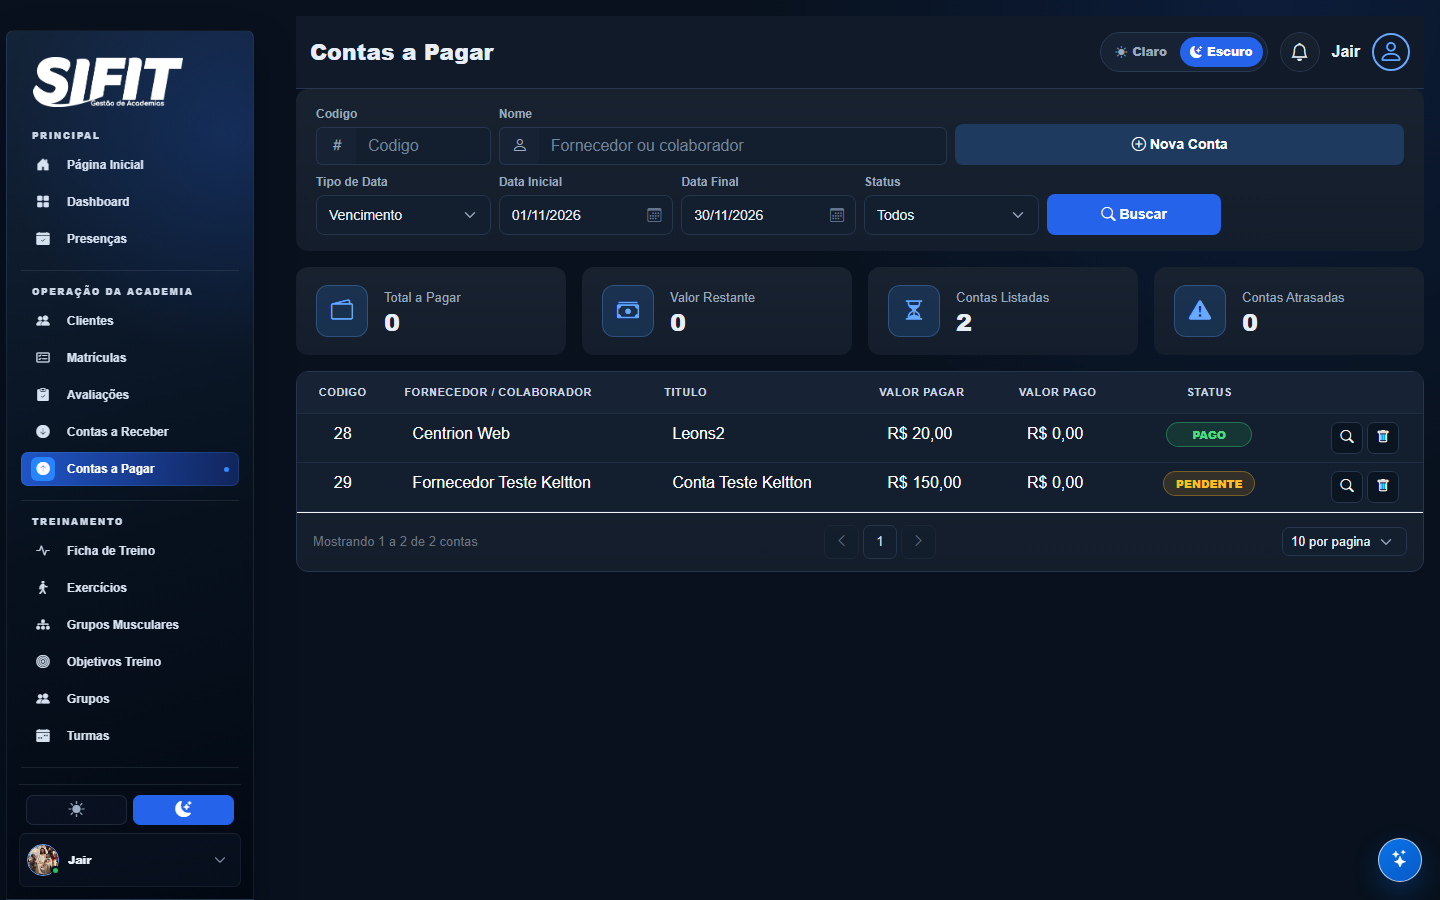 SIFIT
Gestão de Academias
PRINCIPAL
Página Inicial
Dashboard
Presenças
OPERAÇÃO DA ACADEMIA
Clientes
Matrículas
Avaliações
Contas a Receber
Contas a Pagar
TREINAMENTO
Ficha de Treino
Exercícios
Grupos Musculares
Objetivos Treino
Grupos
Turmas
Jair
Contas a Pagar
Claro Escuro Jair
Codigo Nome
# Codigo Fornecedor ou colaborador Nova Conta
Tipo de Data Data Inicial Data Final Status
Vencimento 01/11/2026 30/11/2026 Todos Buscar
Total a Pagar Valor Restante Contas Listadas Contas Atrasadas
0 0 2 0
CODIGO FORNECEDOR / COLABORADOR TITULO VALOR PAGAR VALOR PAGO STATUS
28 Centrion Web Leons2 R$ 20,00 R$ 0,00 PAGO
29 Fornecedor Teste Keltton Conta Teste Keltton R$ 150,00 R$ 0,00 PENDENTE
Mostrando 1 a 2 de 2 contas 1 10 por pagina